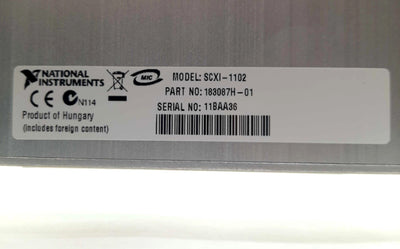 NATIONAL
INSTRUMENTS
MIC
N114
Product of Hungary
(includes foreign content)
MODEL: SCXI-1102
PART NO: 183087H-01
SERIAL NO: 11BAA36